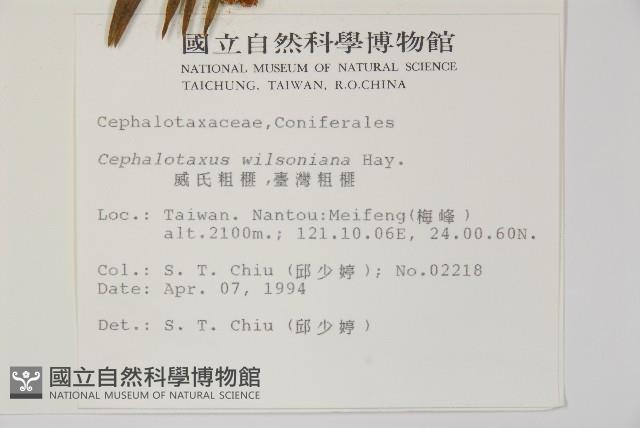 國立自然科學博物館
NATIONAL MUSEUM OF NATURAL SCIENCE
TAICHUNG. TAIWAN, R.O.CHINA
Cephalotaxaceae,Coniferales
Cephalotaxus wilsoniana Hay.
威氏粗榧,臺灣粗榧
Loc.: Taiwan. Nantou:Meifeng(梅峰)
alt.2100m.; 121.10.06E, 24.00.60N.
Col.: S. T. Chiu (邱少婷); No.02218
Date: Apr. 07, 1994
Det.: S. T. Chiu (邱少婷)
國立自然科學博物館
NATIONAL MUSEUM OF NATURAL SCIENCE